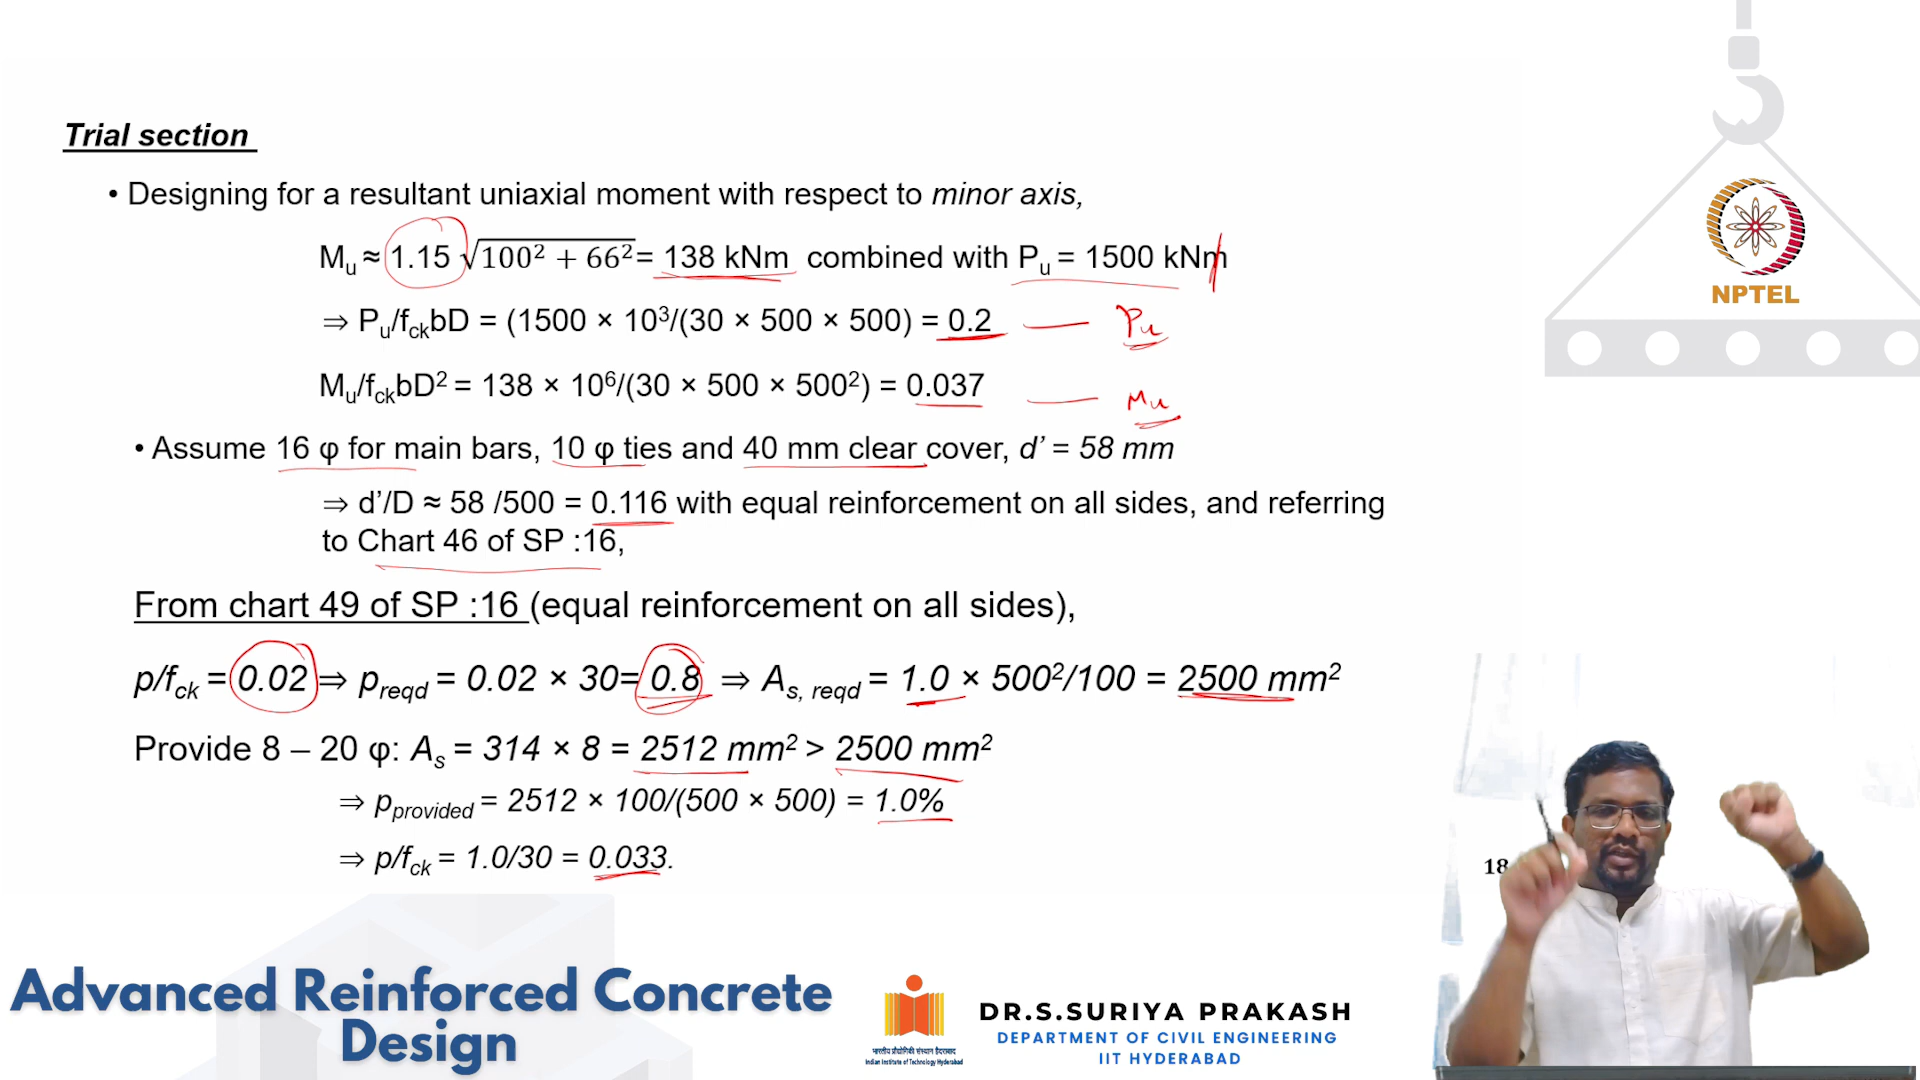 Trial section
• Designing for a resultant uniaxial moment with respect to minor axis,
Mu ≈ 1.15 √100² + 66² = 138 kNm combined with Pu = 1500 kNm
⇒ Pu/fckbD = (1500 × 10³/(30 × 500 × 500) = 0.2 — Pu
Mu/fckbD² = 138 × 10⁶/(30 × 500 × 500²) = 0.037 — Mu
• Assume 16 φ for main bars, 10 φ ties and 40 mm clear cover, d’ = 58 mm
⇒ d’/D ≈ 58 /500 = 0.116 with equal reinforcement on all sides, and referring
to Chart 46 of SP :16,
From chart 49 of SP :16 (equal reinforcement on all sides),
p/fck = 0.02 ⇒ preqd = 0.02 × 30= 0.8 ⇒ As, reqd = 1.0 × 500²/100 = 2500 mm²
Provide 8 – 20 φ: As = 314 × 8 = 2512 mm² > 2500 mm²
⇒ pprovided = 2512 × 100/(500 × 500) = 1.0%
⇒ p/fck = 1.0/30 = 0.033.
NPTEL
18
Advanced Reinforced Concrete
Design
भारतीय प्रौद्योगिकी संस्थान हैदराबाद
Indian Institute of Technology Hyderabad
DR.S.SURIYA PRAKASH
DEPARTMENT OF CIVIL ENGINEERING
IIT HYDERABAD